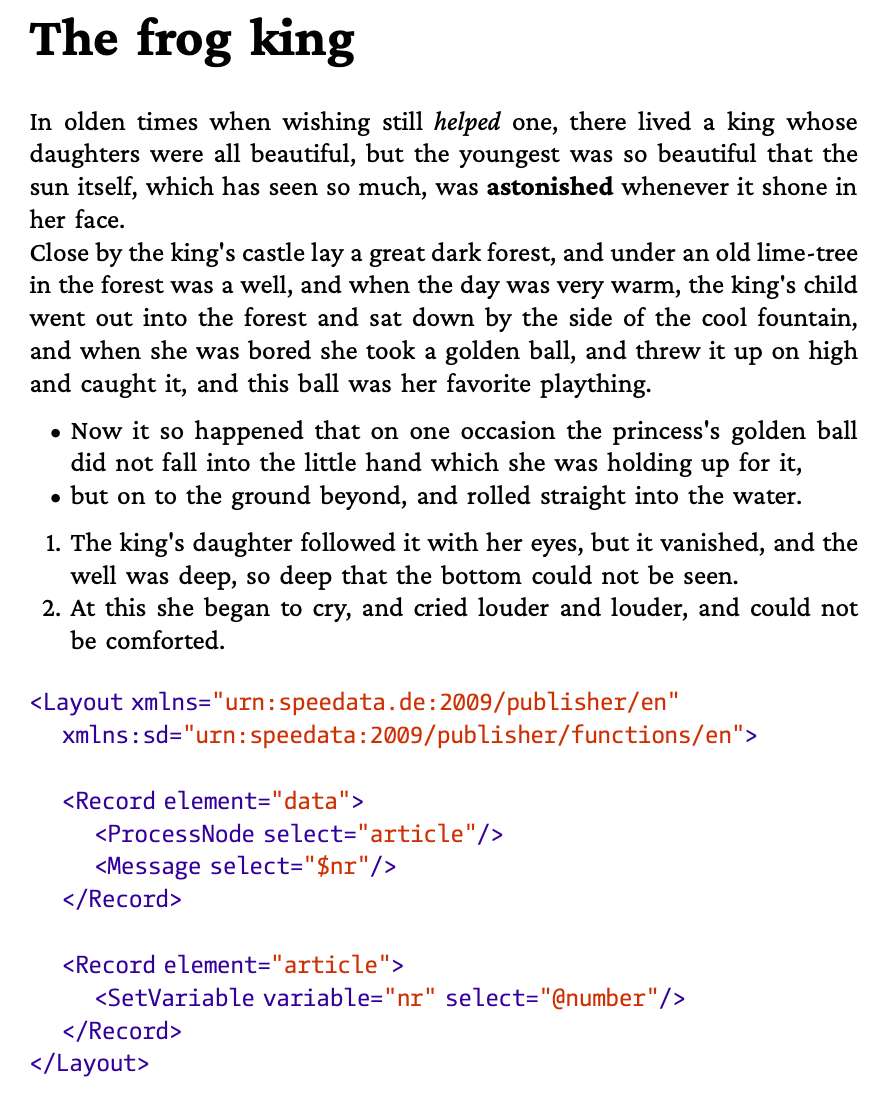 The frog king
In olden times when wishing still helped one, there lived a king whose
daughters were all beautiful, but the youngest was so beautiful that the
sun itself, which has seen so much, was astonished whenever it shone in
her face.
Close by the king's castle lay a great dark forest, and under an old lime-tree
in the forest was a well, and when the day was very warm, the king's child
went out into the forest and sat down by the side of the cool fountain,
and when she was bored she took a golden ball, and threw it up on high
and caught it, and this ball was her favorite plaything.
• Now it so happened that on one occasion the princess's golden ball
did not fall into the little hand which she was holding up for it,
• but on to the ground beyond, and rolled straight into the water.
1. The king's daughter followed it with her eyes, but it vanished, and the
well was deep, so deep that the bottom could not be seen.
2. At this she began to cry, and cried louder and louder, and could not
be comforted.
<Layout xmlns="urn:speedata.de:2009/publisher/en"
xmlns:sd="urn:speedata:2009/publisher/functions/en">
<Record element="data">
<ProcessNode select="article"/>
<Message select="$nr"/>
</Record>
<Record element="article">
<SetVariable variable="nr" select="@number"/>
</Record>
</Layout>